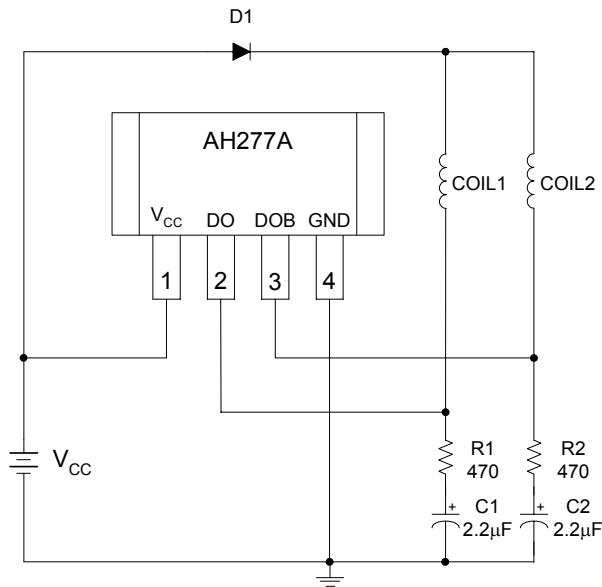 D1
AH277A
COIL1
COIL2
VCC
DO
DOB
GND
1
2
3
4
VCC
R1
470
R2
470
+
C1
2.2μF
+
C2
2.2μF